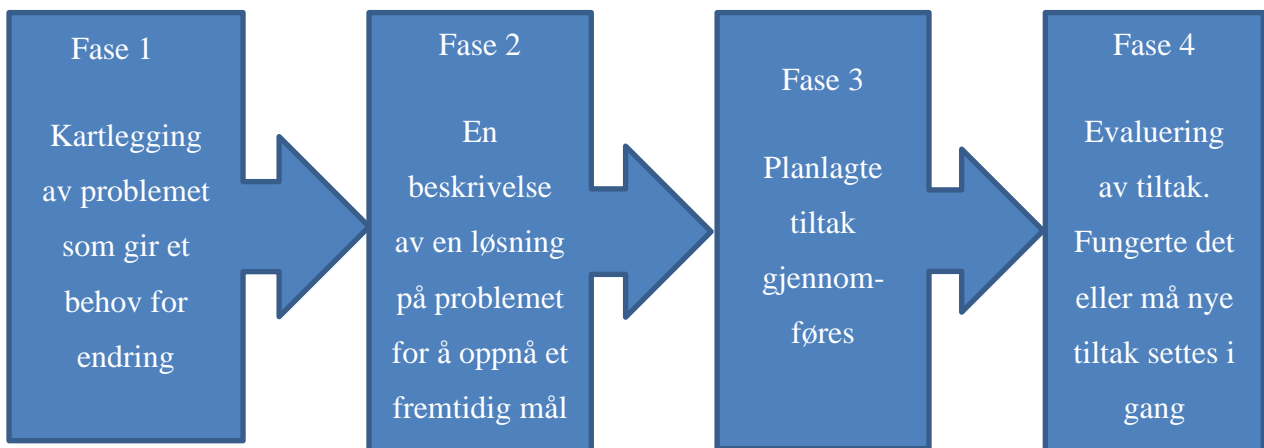 Fase 1
Kartlegging
av problemet
som gir et
behov for
endring
Fase 2
En
beskrivelse
av en løsning
på problemet
for å oppnå et
fremtidig mål
Fase 3
Planlagte
tiltak
gjennom-
føres
Fase 4
Evaluering
av tiltak.
Fungerte det
eller må nye
tiltak settes i
gang